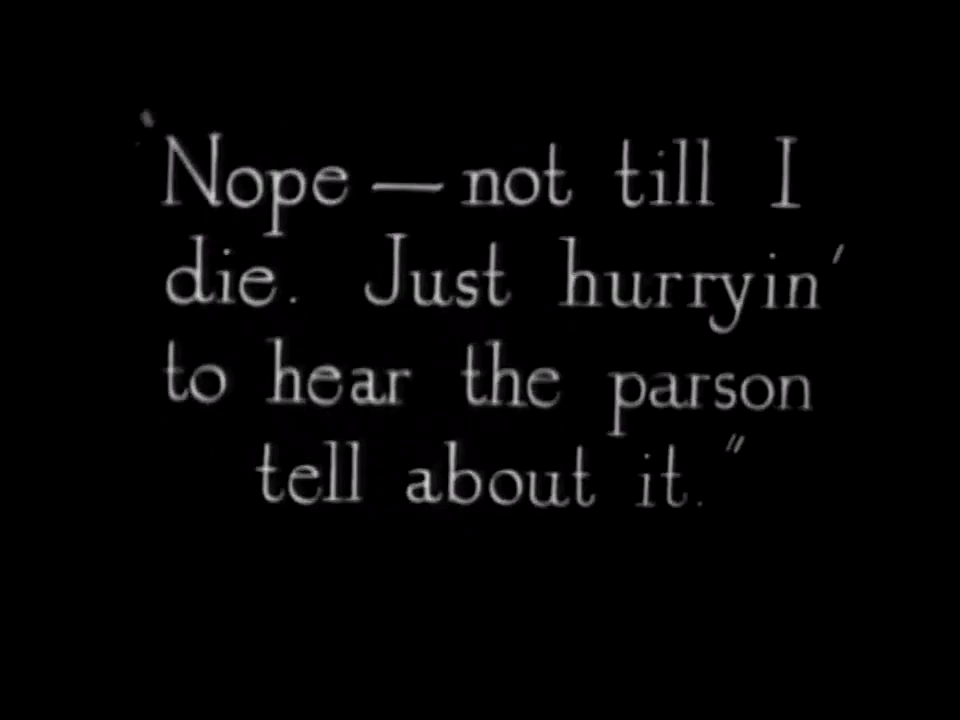 "Nope — not till I
die. Just hurryin'
to hear the parson
tell about it."